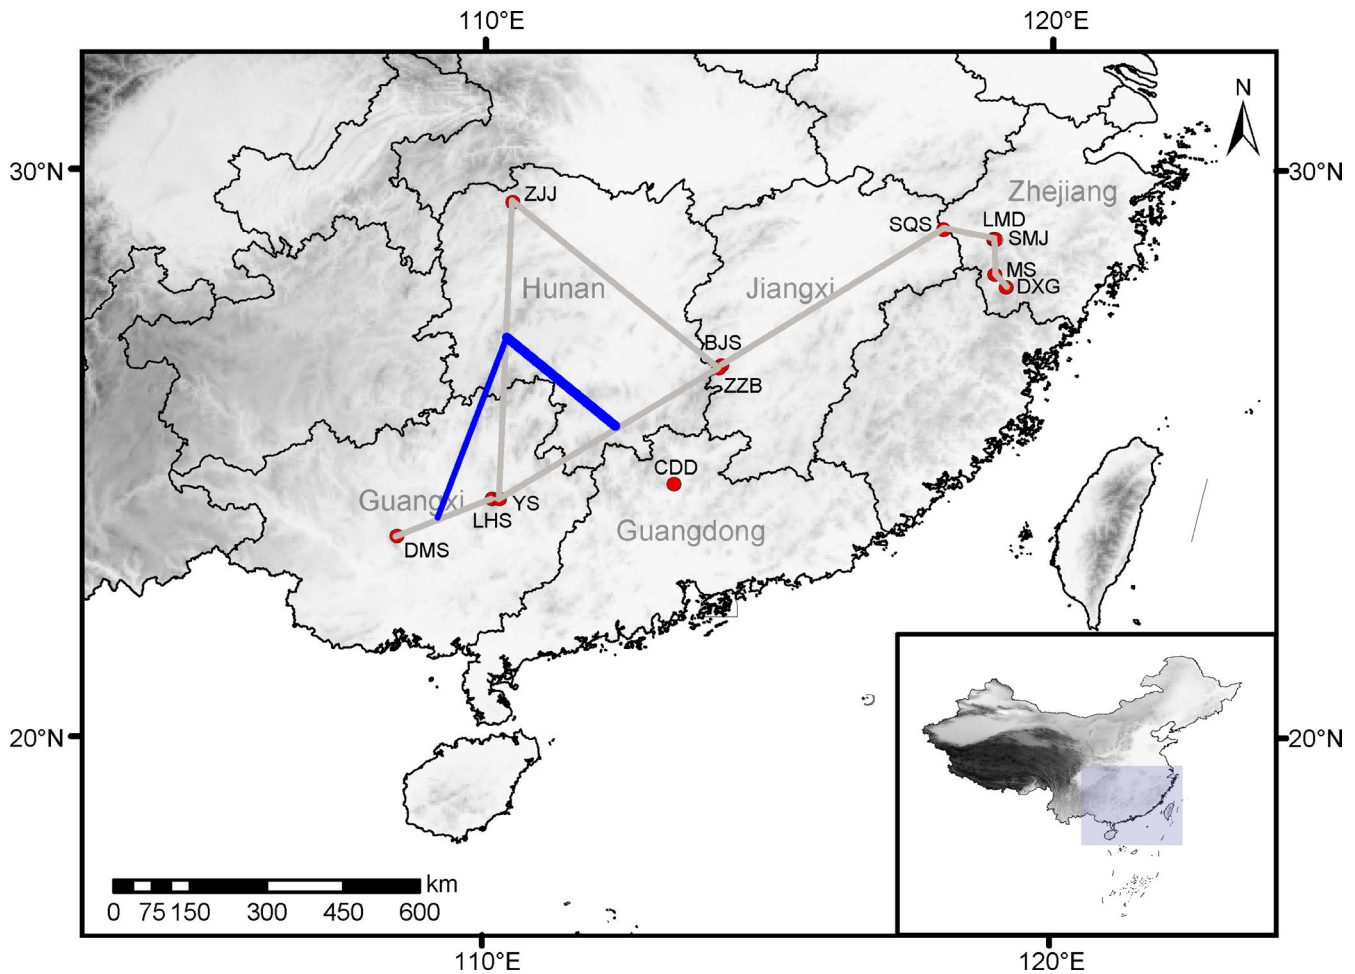 110°E
120°E
N
30°N
30°N
ZJJ
Zhejiang
SQS
LMD
SMJ
MS
DXG
Hunan
Jiangxi
BJS
ZZB
CDD
Guangxi
YS
LHS
Guangdong
DMS
20°N
20°N
km
0 75 150 300 450 600
110°E
120°E